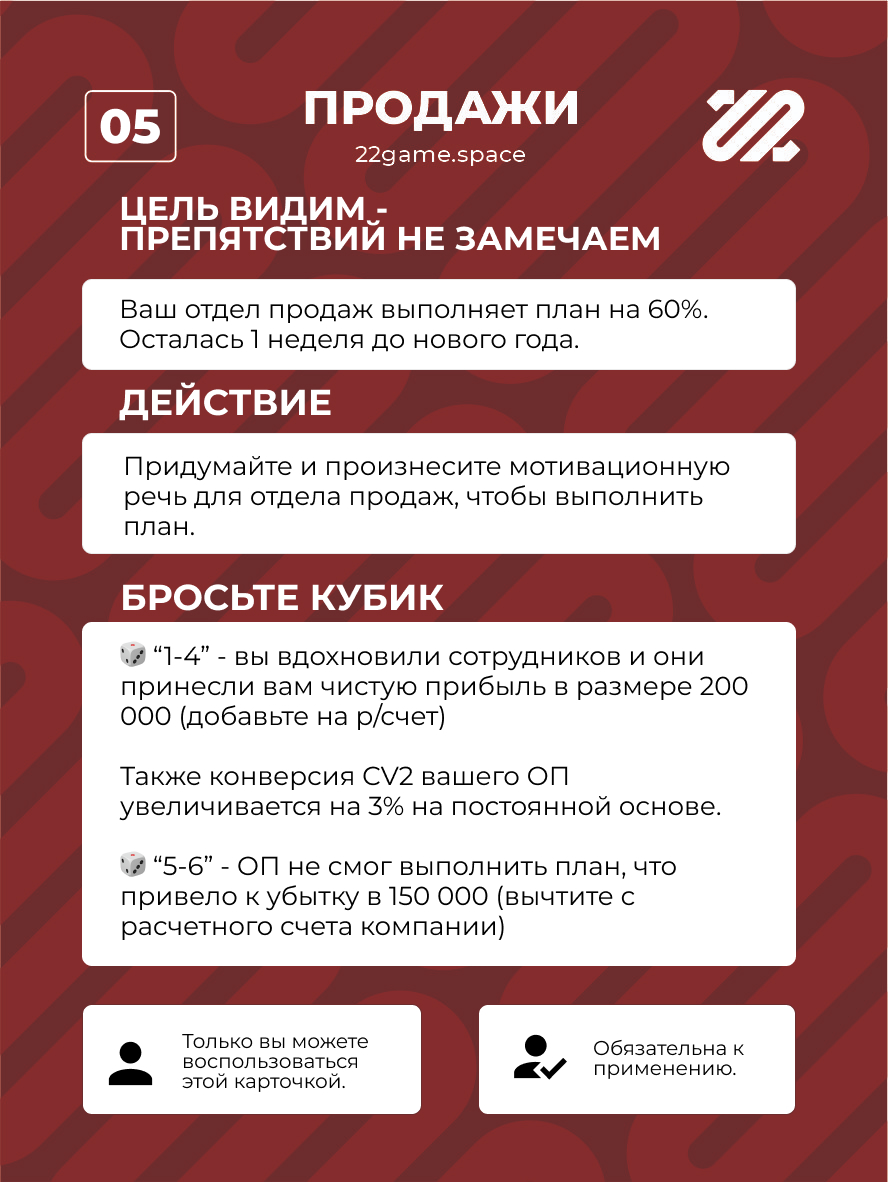 05
ПРОДАЖИ
22game.space
ЦЕЛЬ ВИДИМ -
ПРЕПЯТСТВИЙ НЕ ЗАМЕЧАЕМ
Ваш отдел продаж выполняет план на 60%.
Осталась 1 неделя до нового года.
ДЕЙСТВИЕ
Придумайте и произнесите мотивационную
речь для отдела продаж, чтобы выполнить
план.
БРОСЬТЕ КУБИК
🎲 “1-4” - вы вдохновили сотрудников и они
принесли вам чистую прибыль в размере 200
000 (добавьте на р/счет)
Также конверсия CV2 вашего ОП
увеличивается на 3% на постоянной основе.
🎲 “5-6” - ОП не смог выполнить план, что
привело к убытку в 150 000 (вычтите с
расчетного счета компании)
Только вы можете
воспользоваться
этой карточкой.
Обязательна к
применению.